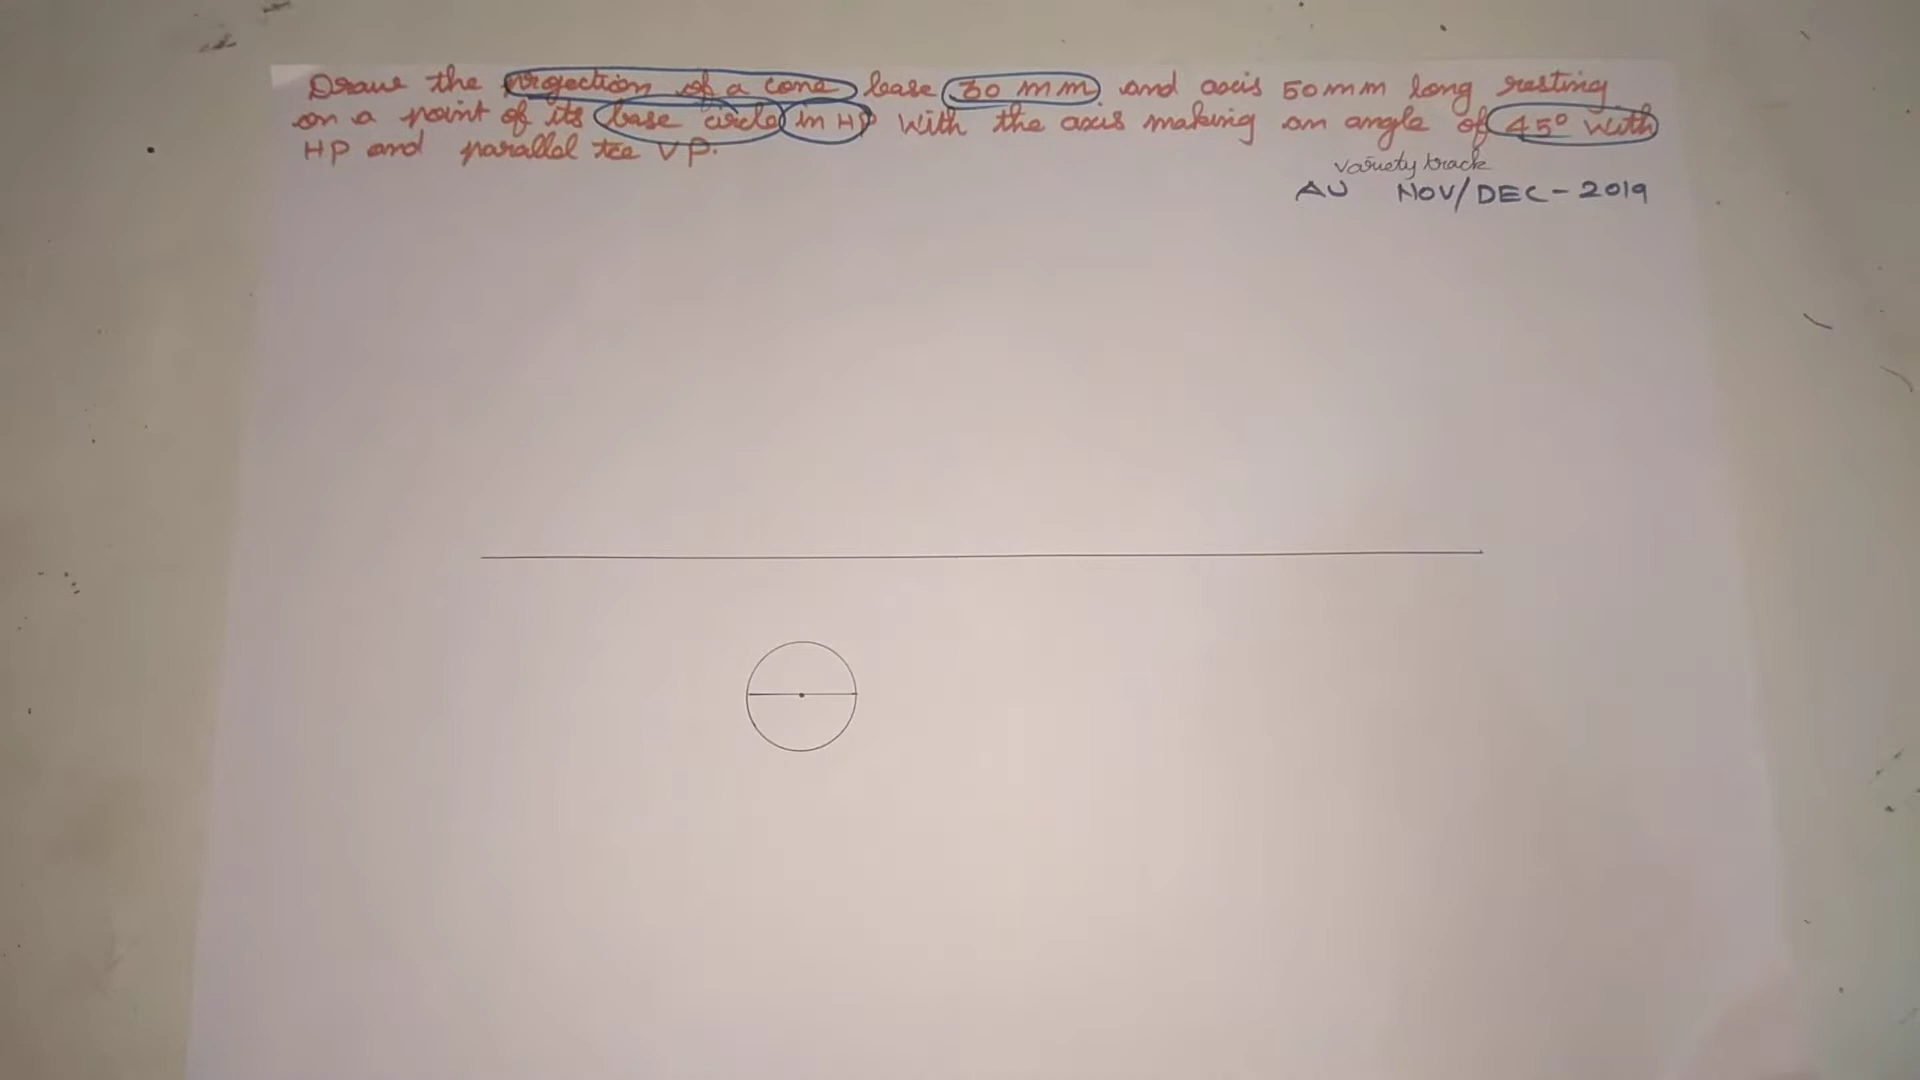 Draw the projection of a cone base 30 mm and axis 50mm long resting
on a point of its base circle in HP with the axis making an angle of 45° with
HP and parallel to VP.
variety track
AU NOV/DEC-2019